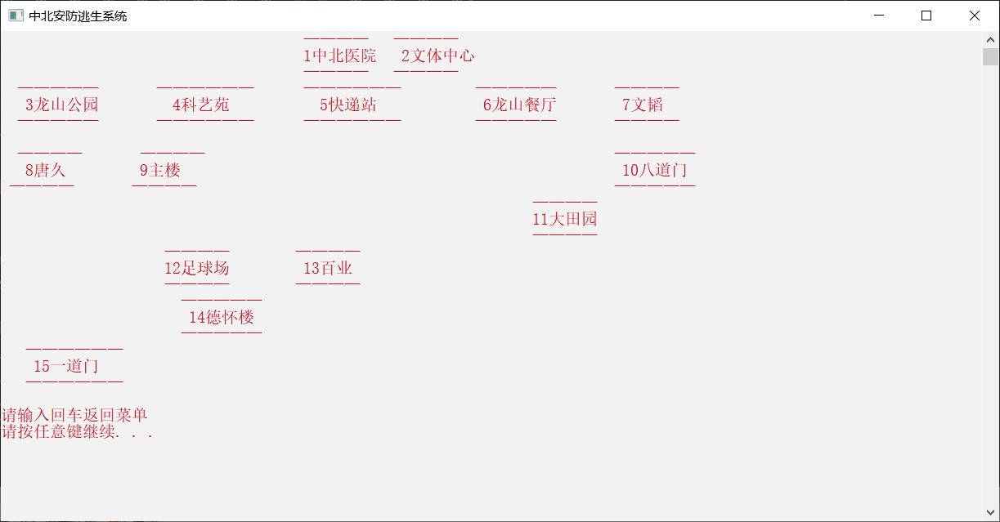 中北安防逃生系统
1中北医院 2文体中心
3龙山公园 4科艺苑 5快递站 6龙山餐厅 7文韬
8唐久 9主楼 10八道门
11大田园
12足球场 13百业
14德怀楼
15一道门
请输入回车返回菜单
请按任意键继续. . .